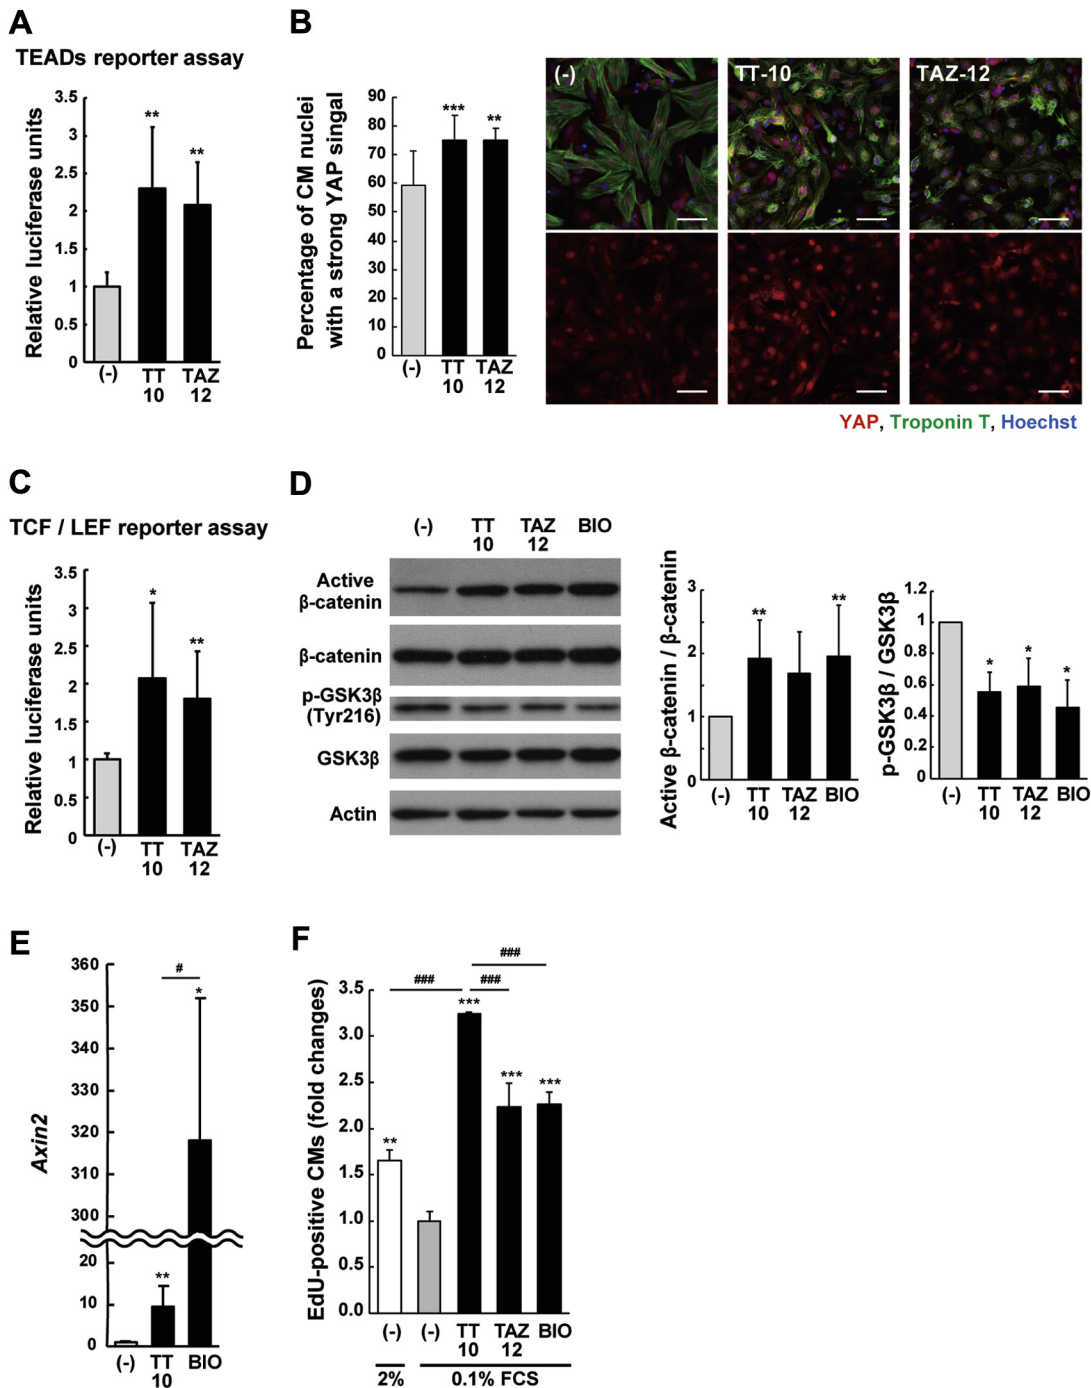 A
TEADs reporter assay
Relative luciferase units
3.5
3
2.5
2
1.5
1
0.5
0
**
**
(-)
TT
10
TAZ
12
B
Percentage of CM nuclei
with a strong YAP singal
90
80
70
60
50
40
30
20
10
0
***
**
(-)
TT
10
TAZ
12
(-)
TT-10
TAZ-12
YAP, Troponin T, Hoechst
C
TCF / LEF reporter assay
Relative luciferase units
3.5
3
2.5
2
1.5
1
0.5
0
*
**
(-)
TT
10
TAZ
12
D
(-)
TT
10
TAZ
12
BIO
Active
β-catenin
β-catenin
p-GSK3β
(Tyr216)
GSK3β
Actin
Active β-catenin / β-catenin
3
2
1
0
**
**
(-)
TT
10
TAZ
12
BIO
p-GSK3β / GSK3β
1.2
1
0.8
0.6
0.4
0.2
0
*
*
*
(-)
TT
10
TAZ
12
BIO
E
Axin2
360
350
340
330
320
310
300
20
10
0
#
*
**
(-)
TT
10
BIO
F
EdU-positive CMs (fold changes)
3.5
3.0
2.5
2.0
1.5
1.0
0.5
0.0
###
###
###
**
***
***
***
(-)
(-)
TT
10
TAZ
12
BIO
2%
0.1% FCS